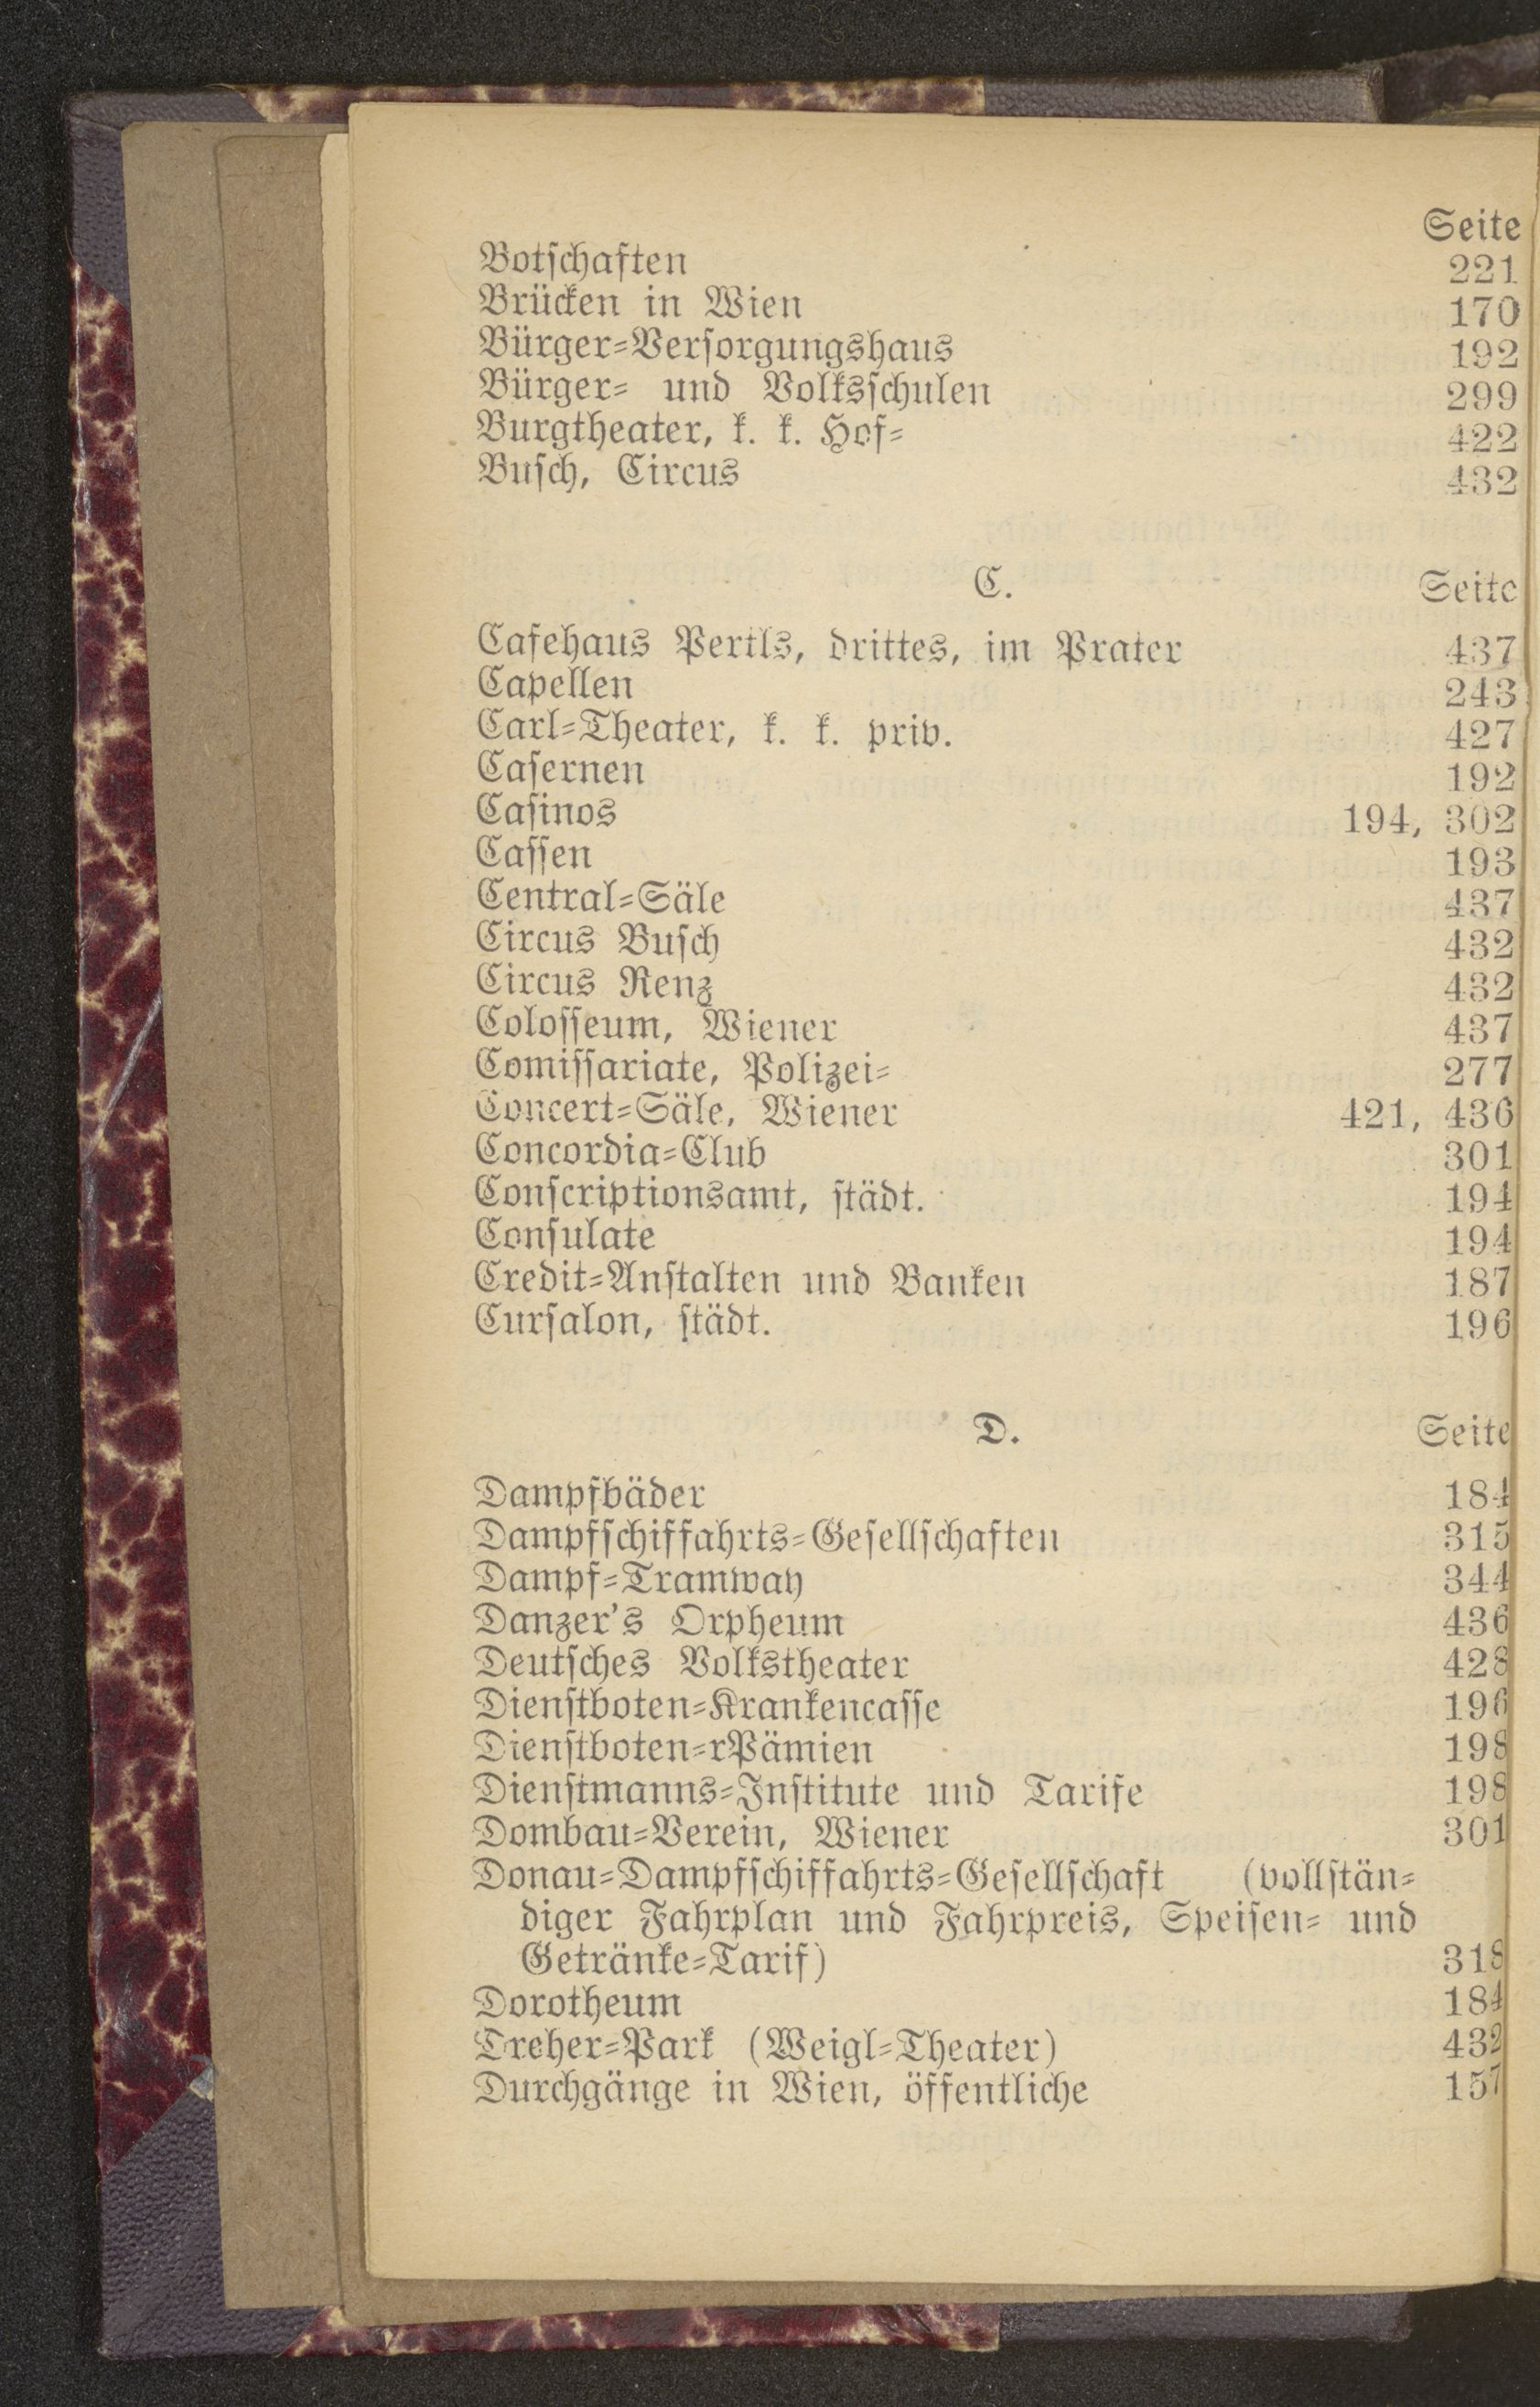 Seite
Botschaften 221
Brücken in Wien 170
Bürger-Versorgungshaus 192
Bürger- und Volksschulen 299
Burgtheater, k. k. Hof- 422
Busch, Circus 432
C. Seite
Cafehaus Pertls, drittes, im Prater 437
Capellen 243
Carl-Theater, k. k. priv. 427
Casernen 192
Casinos 194, 302
Cassen 193
Central-Säle 437
Circus Busch 432
Circus Renz 432
Colosseum, Wiener 437
Comissariate, Polizei- 277
Concert-Säle, Wiener 421, 436
Concordia-Club 301
Conscriptionsamt, städt. 194
Consulate 194
Credit-Anstalten und Banken 187
Cursalon, städt. 196
D. Seite
Dampfbäder 184
Dampfschiffahrts-Gesellschaften 315
Dampf-Tramway 344
Danzer's Orpheum 436
Deutsches Volkstheater 428
Dienstboten-Krankencasse 196
Dienstboten-rPämien 198
Dienstmanns-Institute und Tarife 198
Dombau-Verein, Wiener 301
Donau-Dampfschiffahrts-Gesellschaft (vollstän-
diger Fahrplan und Fahrpreis, Speisen- und
Getränke-Tarif) 318
Dorotheum 184
Dreher-Park (Weigl-Theater) 432
Durchgänge in Wien, öffentliche 157